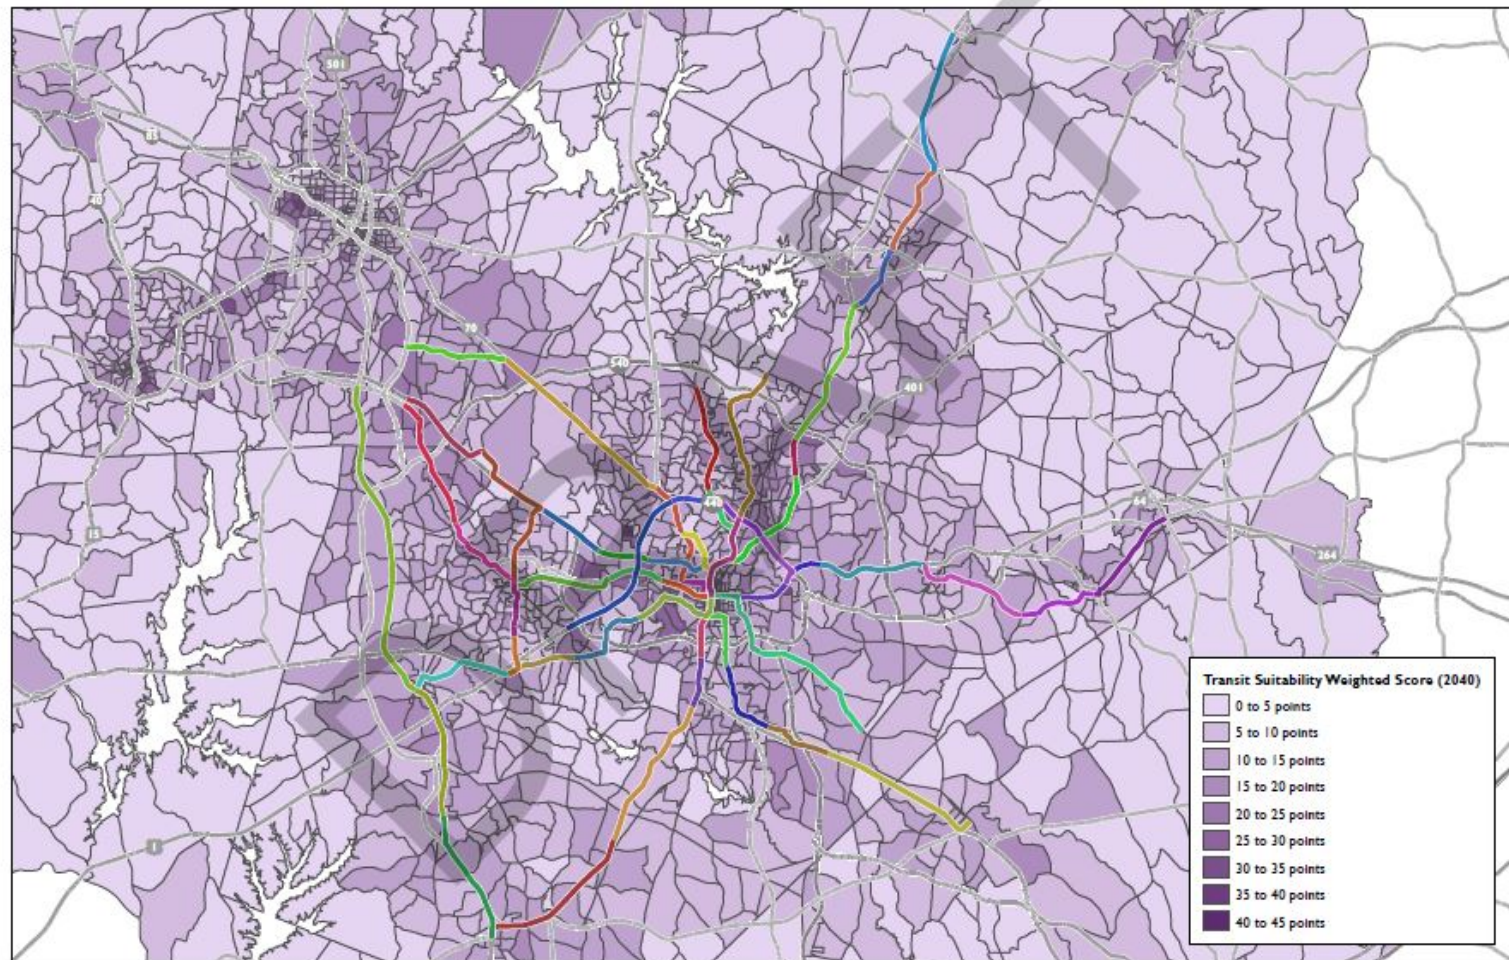 DRAFT
501
85
40
70
540
401
440
15
64
264
1
Transit Suitability Weighted Score (2040)
0 to 5 points
5 to 10 points
10 to 15 points
15 to 20 points
20 to 25 points
25 to 30 points
30 to 35 points
35 to 40 points
40 to 45 points